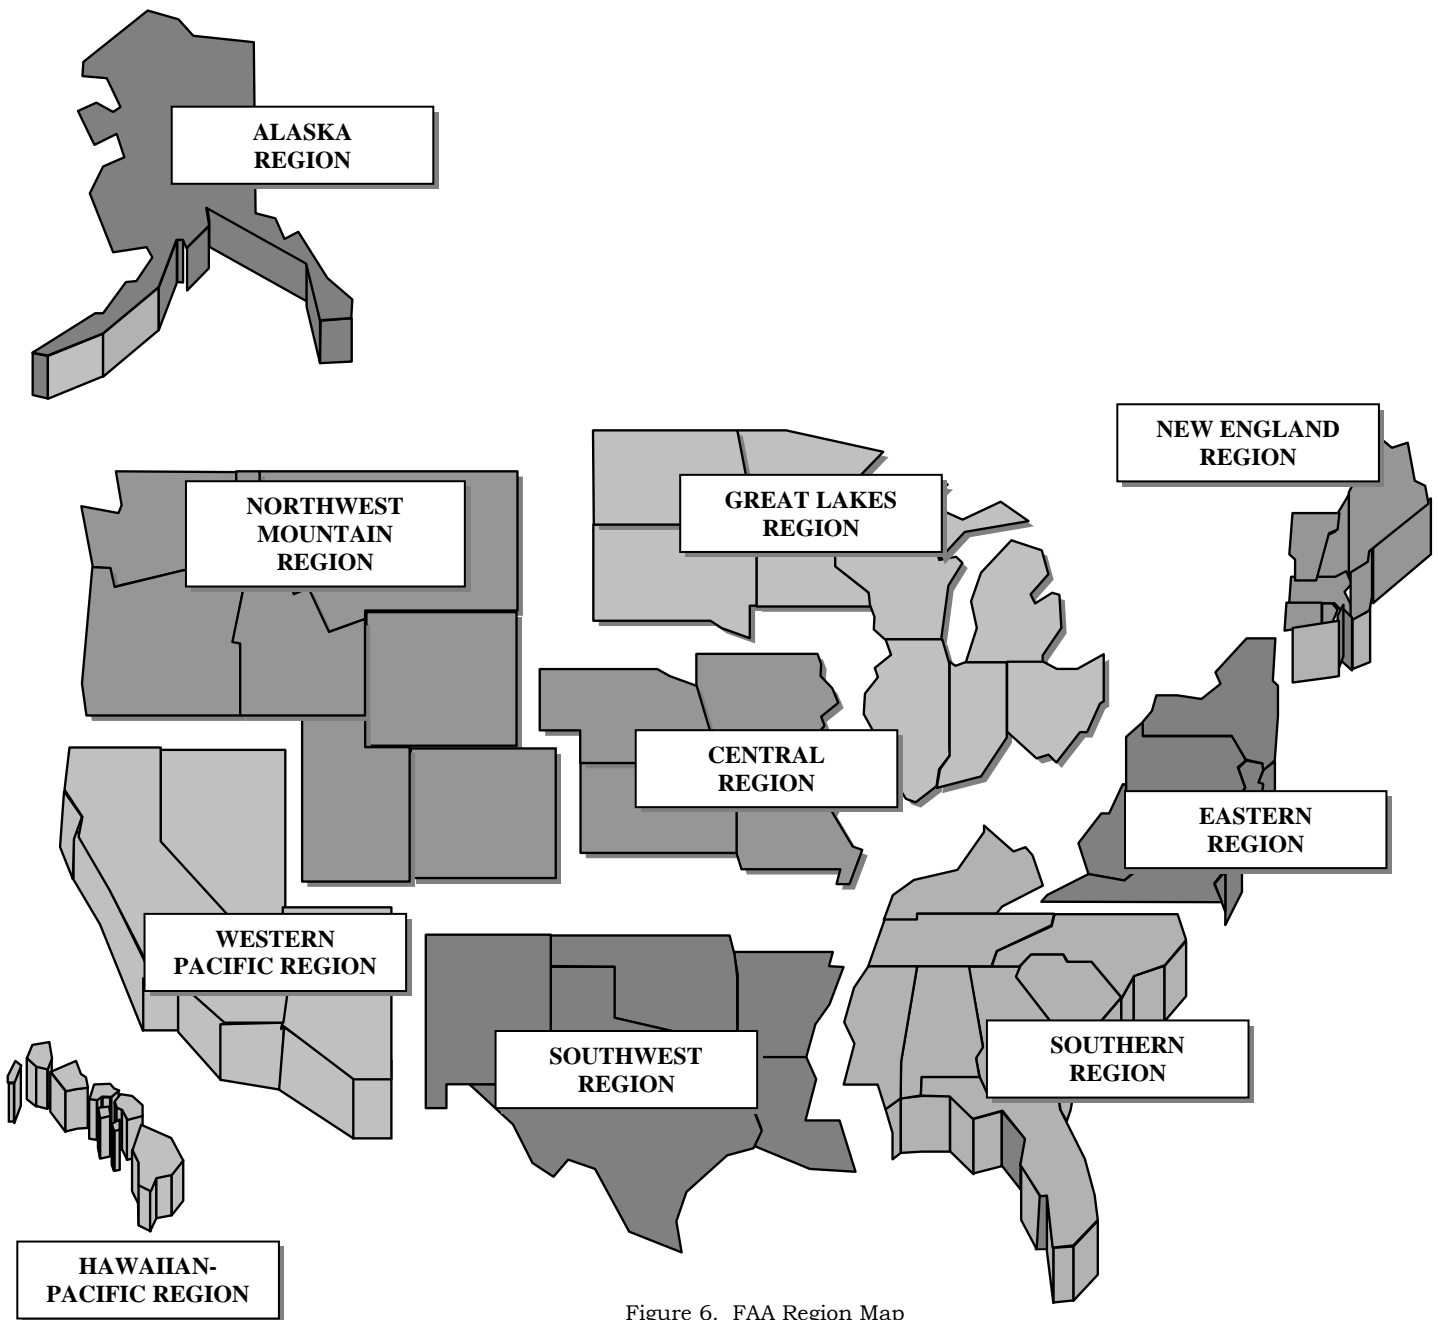 ALASKA
REGION
NEW ENGLAND
REGION
NORTHWEST
MOUNTAIN
REGION
GREAT LAKES
REGION
CENTRAL
REGION
EASTERN
REGION
WESTERN
PACIFIC REGION
SOUTHWEST
REGION
SOUTHERN
REGION
HAWAIIAN-
PACIFIC REGION
Figure 6. FAA Region Map